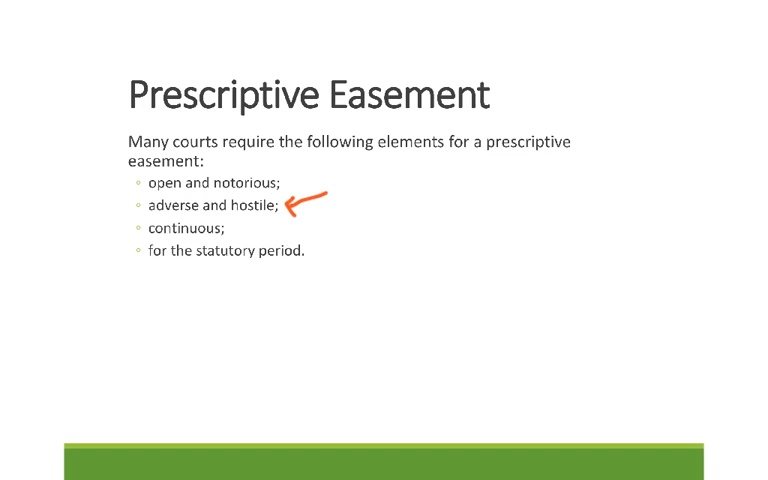 Prescriptive Easement
Many courts require the following elements for a prescriptive
easement:
◦ open and notorious;
◦ adverse and hostile;
◦ continuous;
◦ for the statutory period.